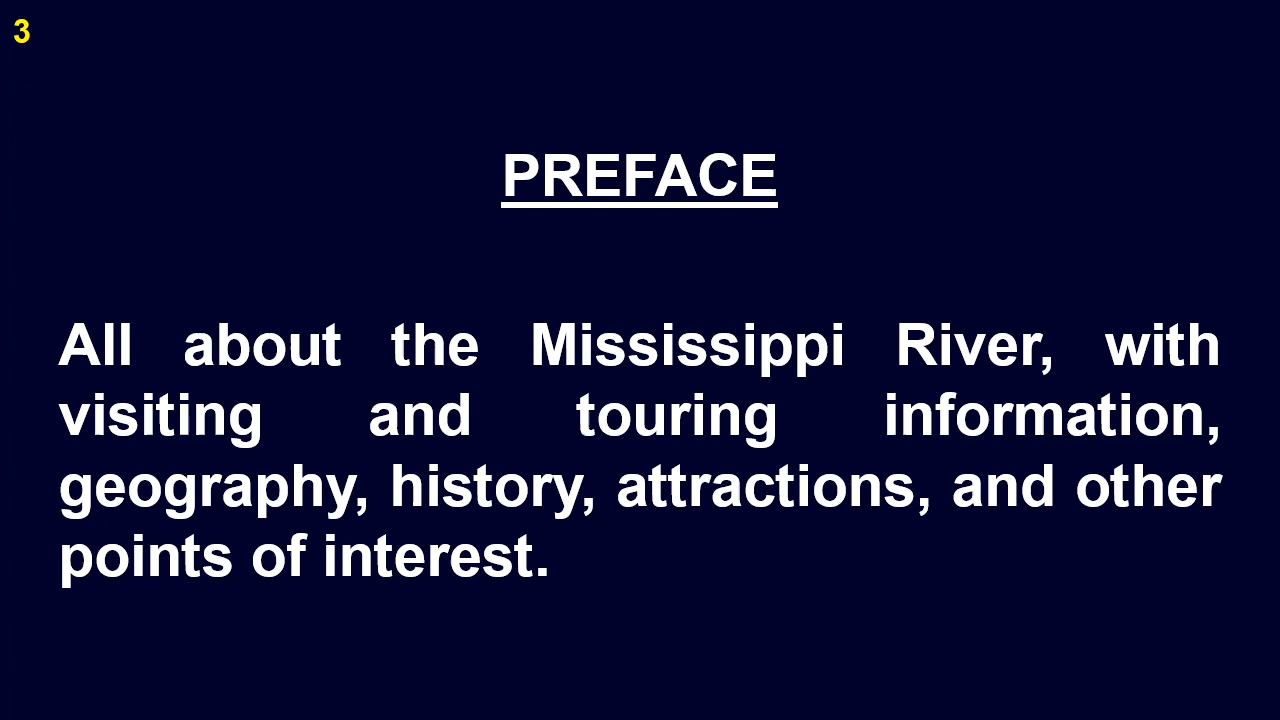 3
PREFACE
All about the Mississippi River, with
visiting and touring information,
geography, history, attractions, and other
points of interest.